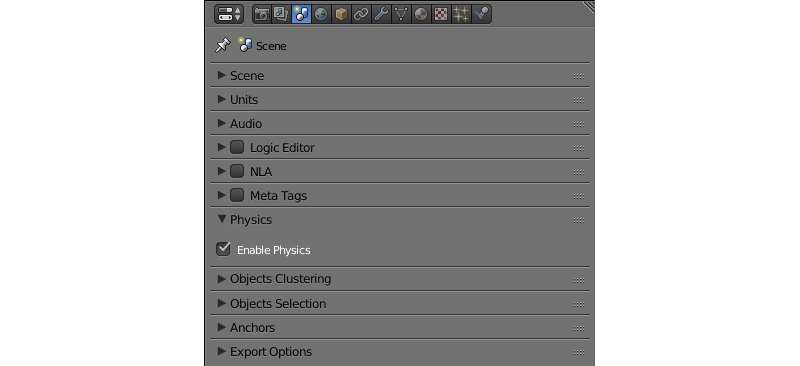 Scene
Scene
Units
Audio
Logic Editor
NLA
Meta Tags
Physics
Enable Physics
Objects Clustering
Objects Selection
Anchors
Export Options